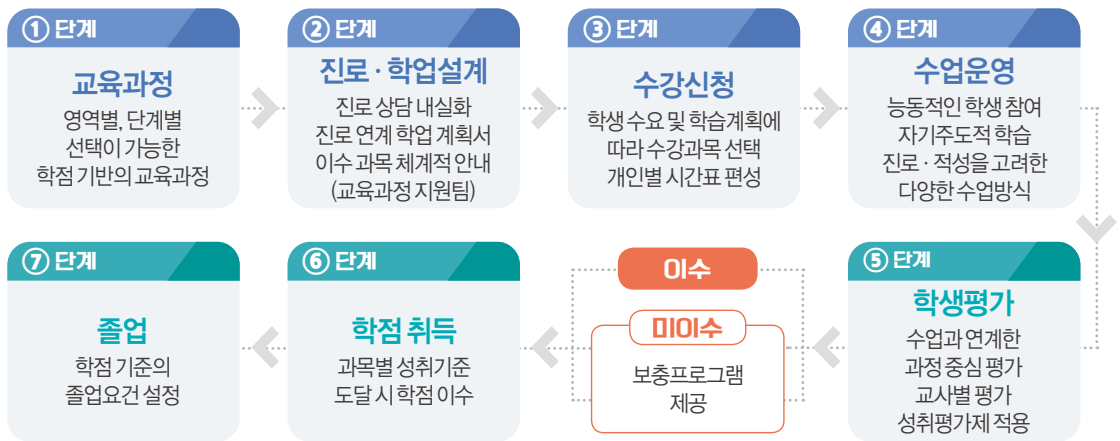 ① 단계
교육과정
영역별, 단계별
선택이 가능한
학점 기반의 교육과정
② 단계
진로·학업설계
진로 상담 내실화
진로 연계 학업 계획서
이수 과목 체계적 안내
(교육과정 지원팀)
③ 단계
수강신청
학생 수요 및 학습계획에
따라 수강과목 선택
개인별 시간표 편성
④ 단계
수업운영
능동적인 학생 참여
자기주도적 학습
진로·적성을 고려한
다양한 수업방식
⑤ 단계
학생평가
수업과 연계한
과정 중심 평가
교사별 평가
성취평가제 적용
이수
미이수
보충프로그램
제공
⑥ 단계
학점 취득
과목별 성취기준
도달 시 학점 이수
⑦ 단계
졸업
학점 기준의
졸업요건 설정